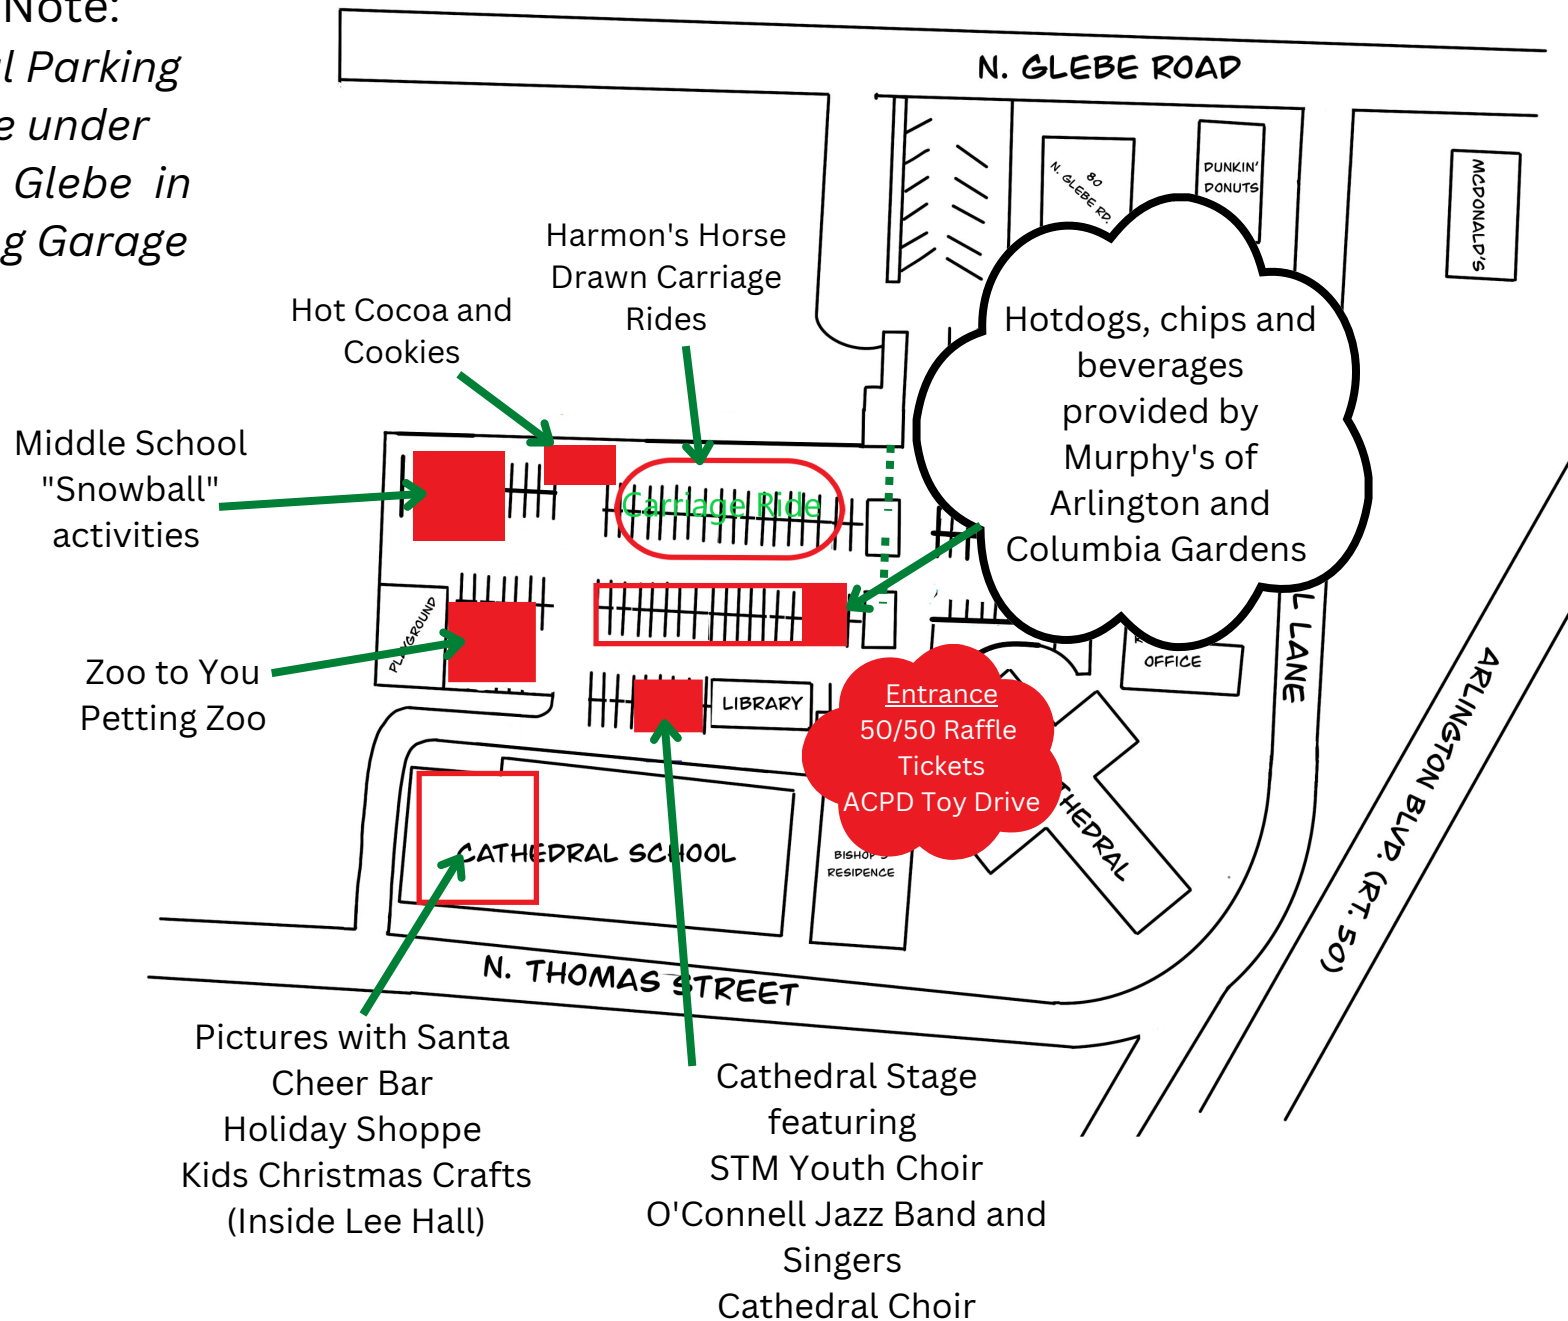 Note:
Parking
under
Glebe in
Garage
N. GLEBE ROAD
80
N. GLEBE RD.
DUNKIN'
DONUTS
MCDONALD'S
Harmon's Horse
Drawn Carriage
Rides
Hot Cocoa and
Cookies
Hotdogs, chips and
beverages
provided by
Murphy's of
Arlington and
Columbia Gardens
Middle School
"Snowball"
activities
Carriage Ride
PLAYGROUND
Zoo to You
Petting Zoo
LIBRARY
OFFICE
L LANE
ARLINGTON BLVD. (RT. 50)
Entrance
50/50 Raffle
Tickets
ACPD Toy Drive
THEDRAL
CATHEDRAL SCHOOL
BISHOP'S
RESIDENCE
N. THOMAS STREET
Pictures with Santa
Cheer Bar
Holiday Shoppe
Kids Christmas Crafts
(Inside Lee Hall)
Cathedral Stage
featuring
STM Youth Choir
O'Connell Jazz Band and
Singers
Cathedral Choir